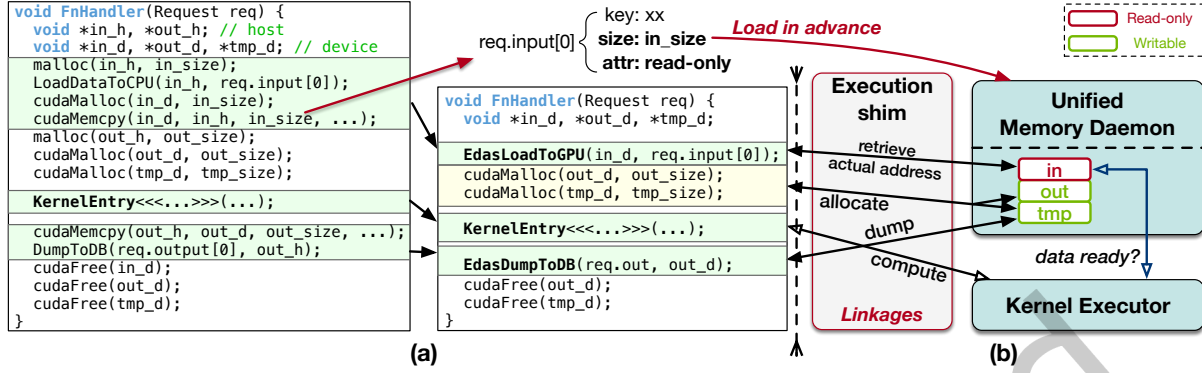 void FnHandler(Request req) {
void *in_h, *out_h; // host
void *in_d, *out_d, *tmp_d; // device
malloc(in_h, in_size);
LoadDataToCPU(in_h, req.input[0]);
cudaMalloc(in_d, in_size);
cudaMemcpy(in_d, in_h, in_size, ...);
malloc(out_h, out_size);
cudaMalloc(out_d, out_size);
cudaMalloc(tmp_d, tmp_size);
KernelEntry<<<...>>>(...);
cudaMemcpy(out_h, out_d, out_size, ...);
DumpToDB(req.output[0], out_h);
cudaFree(in_d);
cudaFree(out_d);
cudaFree(tmp_d);
}
req.input[0]
key: xx
size: in_size
attr: read-only
Load in advance
void FnHandler(Request req) {
void *in_d, *out_d, *tmp_d;
EdasLoadToGPU(in_d, req.input[0]);
cudaMalloc(out_d, out_size);
cudaMalloc(tmp_d, tmp_size);
KernelEntry<<<...>>>(...);
EdasDumpToDB(req.out, out_d);
cudaFree(out_d);
cudaFree(tmp_d);
}
(a)
Execution
shim
retrieve
actual address
allocate
dump
compute
Linkages
Read-only
Writable
Unified
Memory Daemon
in
out
tmp
data ready?
Kernel Executor
(b)